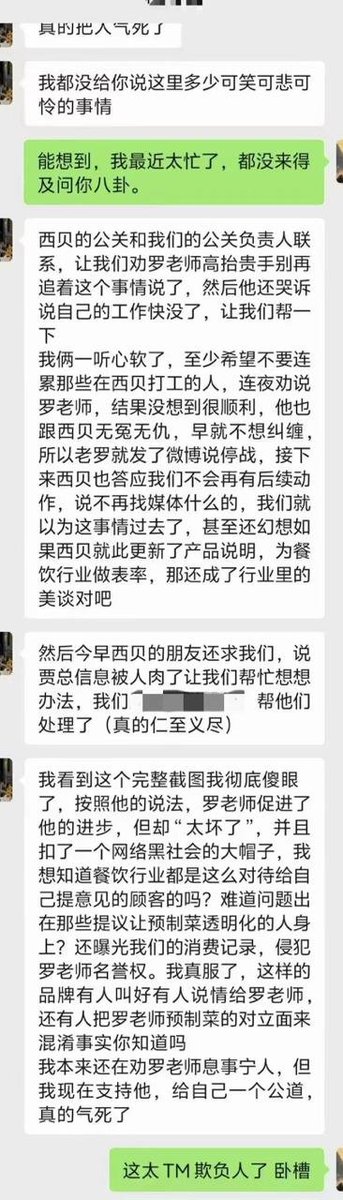 真的把人气死了
我都没给你说这里多少可笑可悲可
怜的事情
能想到，我最近太忙了，都没来得
及问你八卦。
西贝的公关和我们的公关负责人联
系，让我们劝罗老师高抬贵手别再
追着这个事情说了，然后他还哭诉
说自己的工作快没了，让我们帮一
下
我俩一听心软了，至少希望不要连
累那些在西贝打工的人，连夜劝说
罗老师，结果没想到很顺利，他也
跟西贝无冤无仇，早就不想纠缠，
所以老罗就发了微博说停战，接下
来西贝也答应我们不会再有后续动
作，说不再找媒体什么的，我们就
以为这事情过去了，甚至还幻想如
果西贝就此更新了产品说明，为餐
饮行业做表率，那还成了行业里的
美谈对吧
然后今早西贝的朋友还求我们，说
贾总信息被人肉了让我们帮忙想想
办法，我们 帮他们
处理了（真的仁至义尽）
我看到这个完整截图我彻底傻眼
了，按照他的说法，罗老师促进了
他的进步，但却“太坏了”，并且
扣了一个网络黑社会的大帽子，我
想知道餐饮行业都是这么对待给自
己提意见的顾客的吗？难道问题出
在那些提议让预制菜透明化的人身
上？还曝光我们的消费记录，侵犯
罗老师名誉权。我真服了，这样的
品牌有人叫好有人说情给罗老师，
还有人把罗老师预制菜的对立面来
混淆事实你知道吗
我本来还在劝罗老师息事宁人，但
我现在支持他，给自己一个公道，
真的气死了
这太TM欺负人了 卧槽